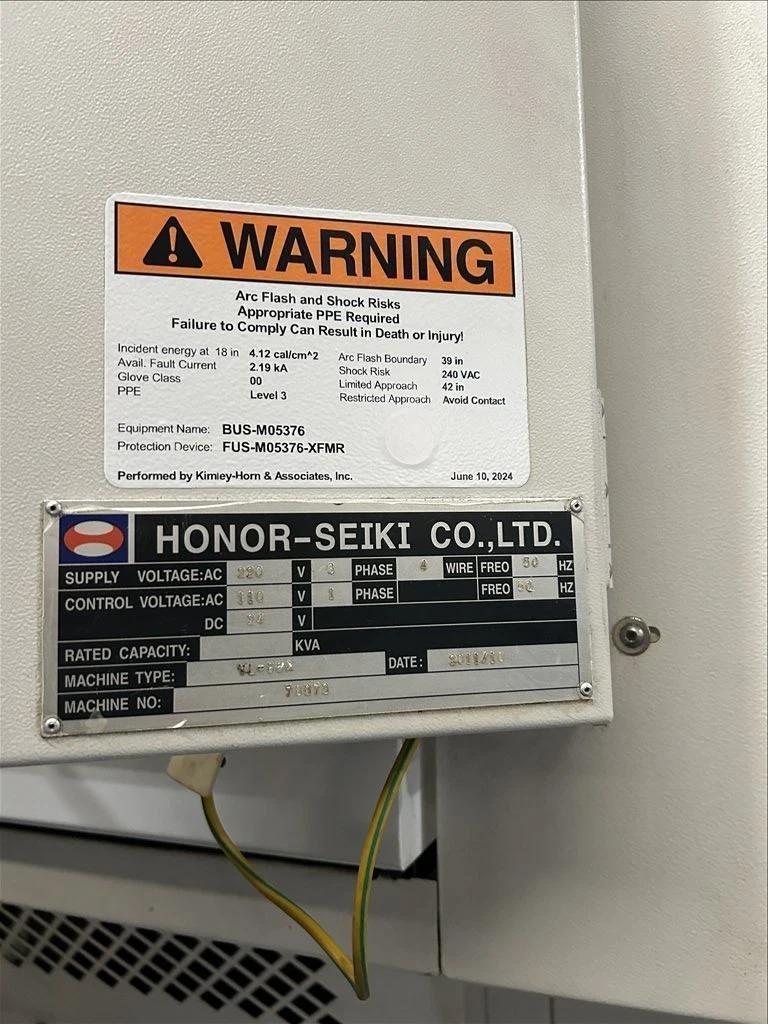 WARNING
Arc Flash and Shock Risks
Appropriate PPE Required
Failure to Comply Can Result in Death or Injury!
Incident energy at 18 in 4.12 cal/cm^2
Avail. Fault Current 2.19 kA
Glove Class 00
PPE Level 3
Arc Flash Boundary 39 in
Shock Risk 240 VAC
Limited Approach 42 in
Restricted Approach Avoid Contact
Equipment Name: BUS-M05376
Protection Device: FUS-M05376-XFMR
Performed by Kimley-Horn & Associates, Inc. June 10, 2024
HONOR-SEIKI CO.,LTD.
SUPPLY VOLTAGE:AC 220 V 3 PHASE 4 WIRE FREQ 50 HZ
CONTROL VOLTAGE:AC 110 V 1 PHASE FREQ 50 HZ
DC 24 V
RATED CAPACITY: KVA
MACHINE TYPE: DATE:
MACHINE NO: